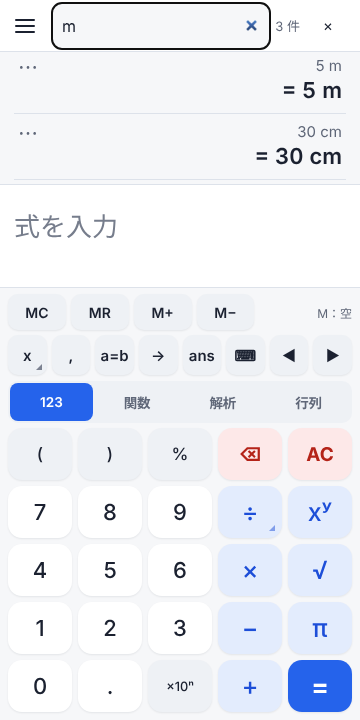 m 3 件 ×
... 5 m
= 5 m
... 30 cm
= 30 cm
式を入力
MC MR M+ M− M：空
x , a=b → ans ⌨ ◀ ▶
123 関数 解析 行列
( ) % ⌫ AC
7 8 9 ÷ xʸ
4 5 6 × √
1 2 3 − π
0 . ×10ⁿ + =